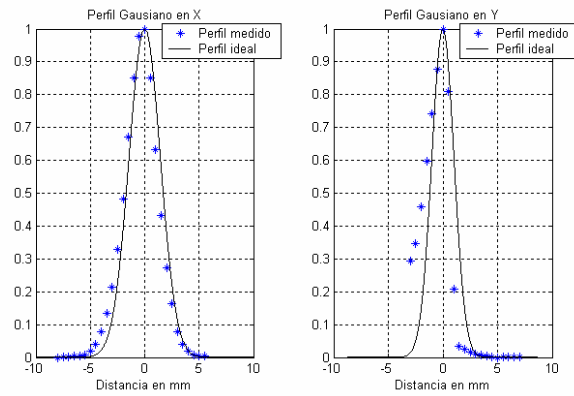 Perfil Gausiano en X
Perfil medido
Perfil ideal
1
0.9
0.8
0.7
0.6
0.5
0.4
0.3
0.2
0.1
0
-10 -5 0 5 10
Distancia en mm
Perfil Gausiano en Y
Perfil medido
Perfil ideal
1
0.9
0.8
0.7
0.6
0.5
0.4
0.3
0.2
0.1
0
-10 -5 0 5 10
Distancia en mm